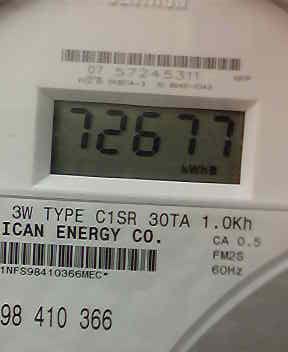 07 57245311
72677
kWh
3W TYPE C1SR 30TA 1.0Kh
ICAN ENERGY CO.
CA 0.5
FM2S
60Hz
1NFS98410366MEC*
98 410 366